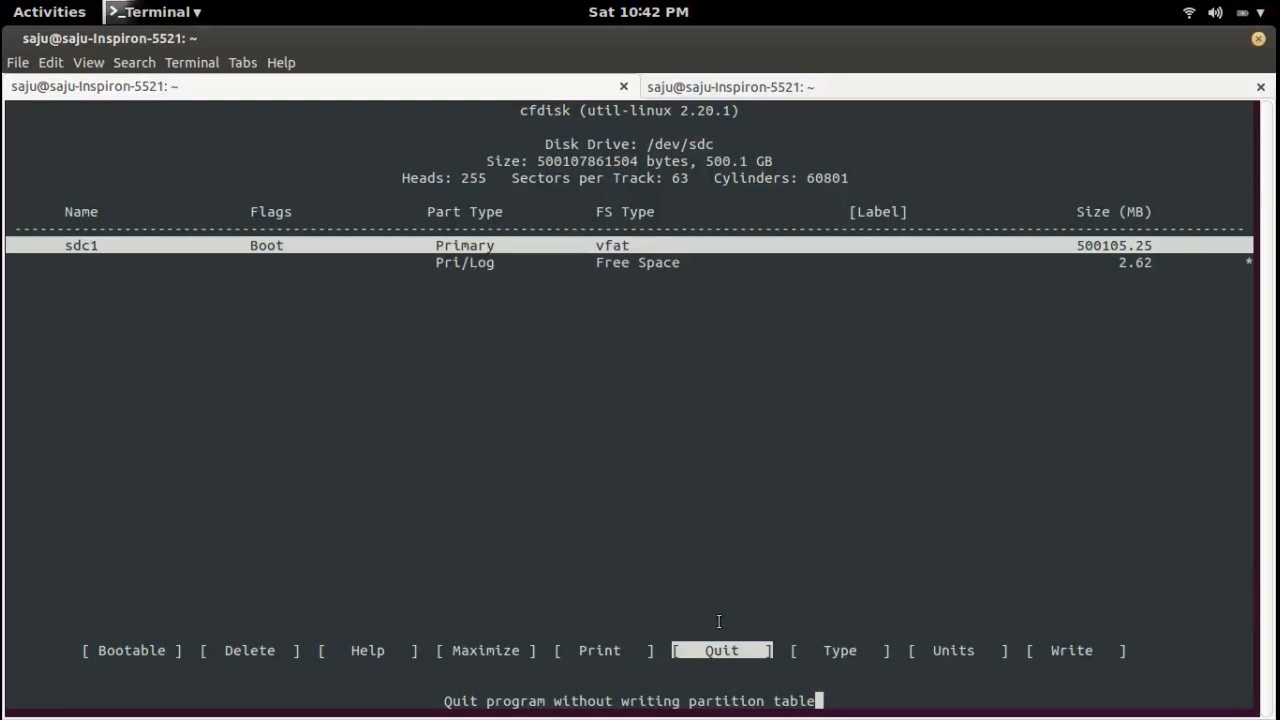 Activities >_Terminal ▾ Sat 10:42 PM ▾
saju@saju-Inspiron-5521: ~
File Edit View Search Terminal Tabs Help
saju@saju-Inspiron-5521: ~ × saju@saju-Inspiron-5521: ~ ×
cfdisk (util-linux 2.20.1)
Disk Drive: /dev/sdc
Size: 500107861504 bytes, 500.1 GB
Heads: 255 Sectors per Track: 63 Cylinders: 60801
Name Flags Part Type FS Type [Label] Size (MB)
sdc1 Boot Primary vfat 500105.25
Pri/Log Free Space 2.62 *
[ Bootable ] [ Delete ] [ Help ] [ Maximize ] [ Print ] [ Quit ] [ Type ] [ Units ] [ Write ]
Quit program without writing partition table